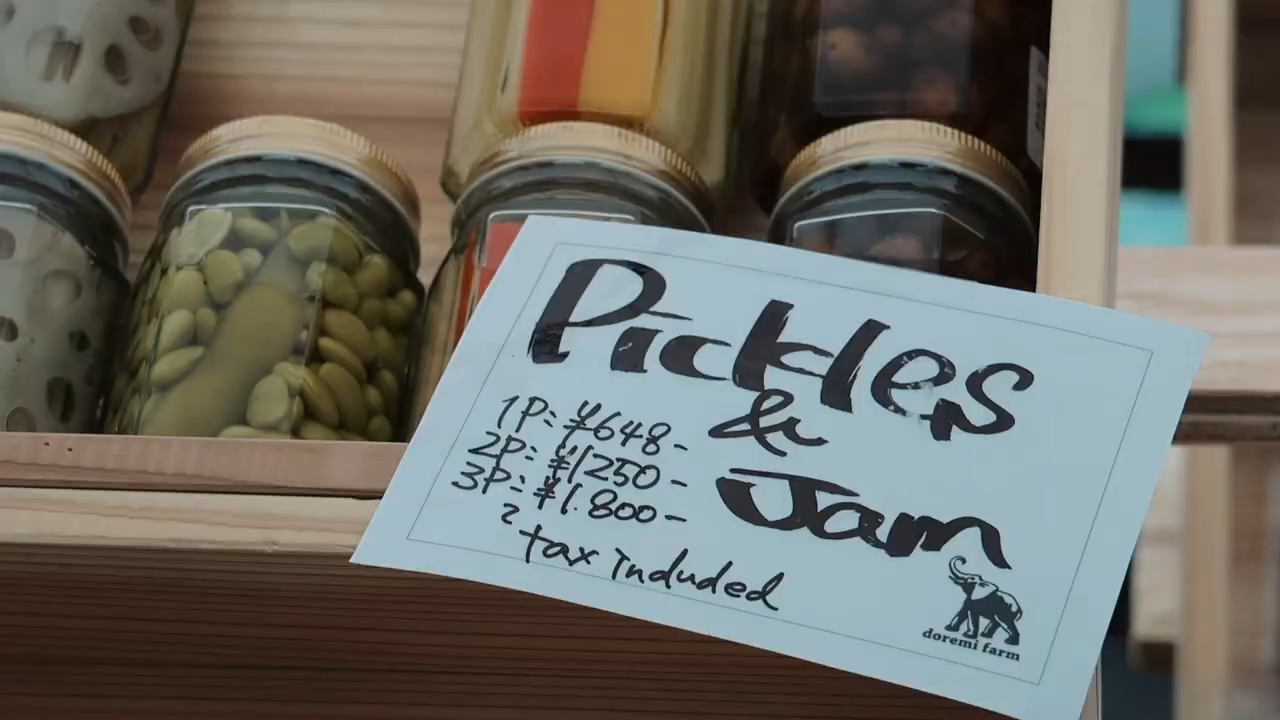 Pickles
&
Jam
1P: ¥648-
2P: ¥1250-
3P: ¥1.800-
tax included
doremi farm